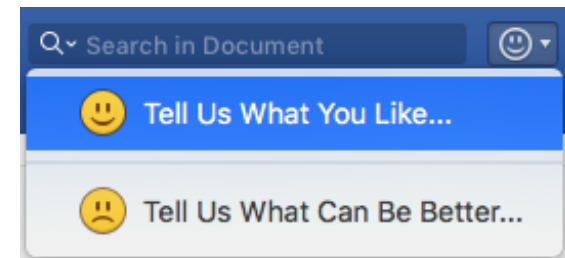 Search in Document
Tell Us What You Like...
Tell Us What Can Be Better...